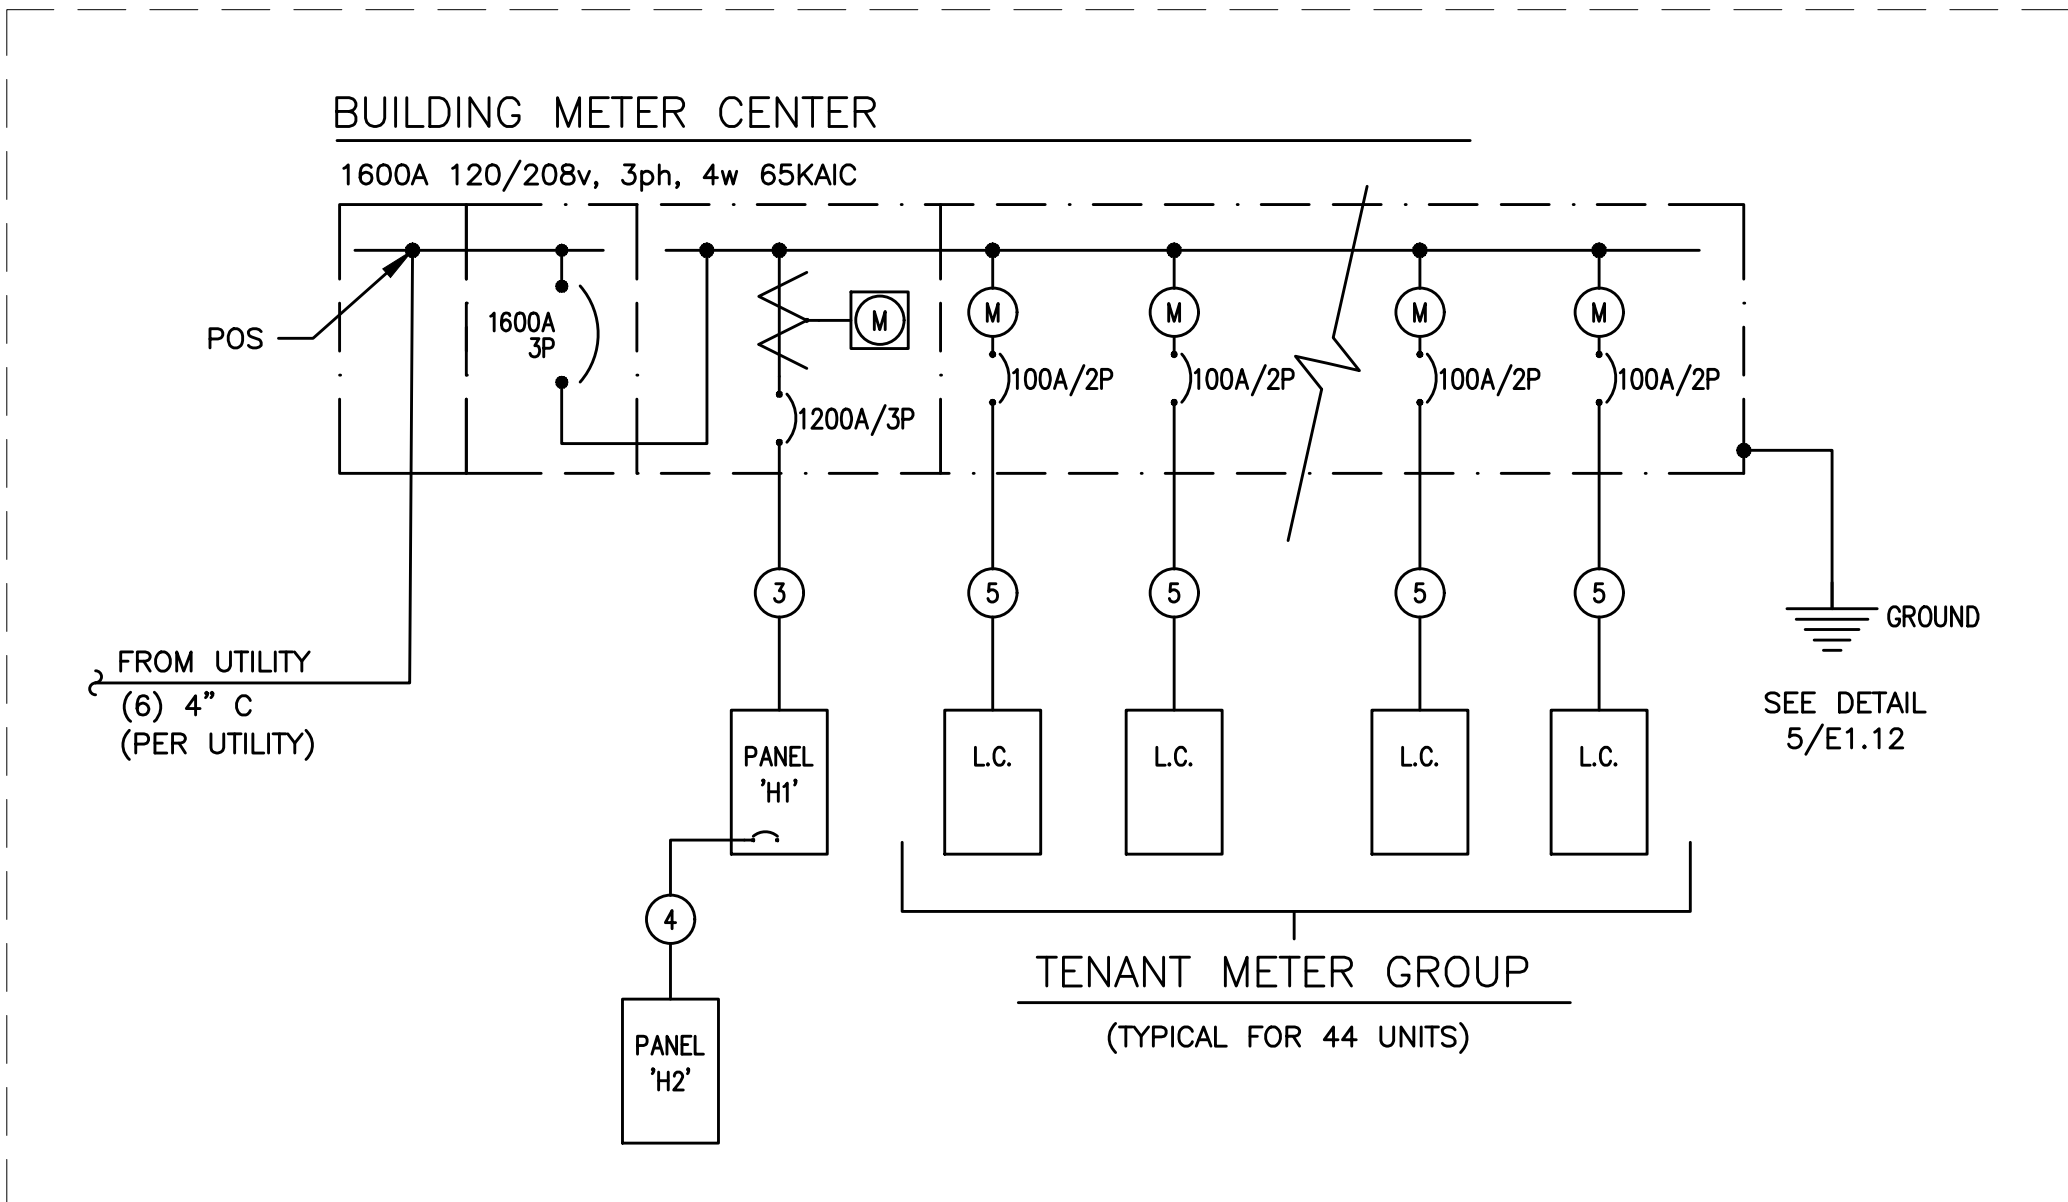 BUILDING METER CENTER
1600A 120/208v, 3ph, 4w 65KAIC
POS
1600A
3P
M
1200A/3P
M
M
M
M
100A/2P
100A/2P
100A/2P
100A/2P
3
5
5
5
5
GROUND
SEE DETAIL
5/E1.12
FROM UTILITY
(6) 4" C
(PER UTILITY)
PANEL
'H1'
L.C.
L.C.
L.C.
L.C.
4
PANEL
'H2'
TENANT METER GROUP
(TYPICAL FOR 44 UNITS)